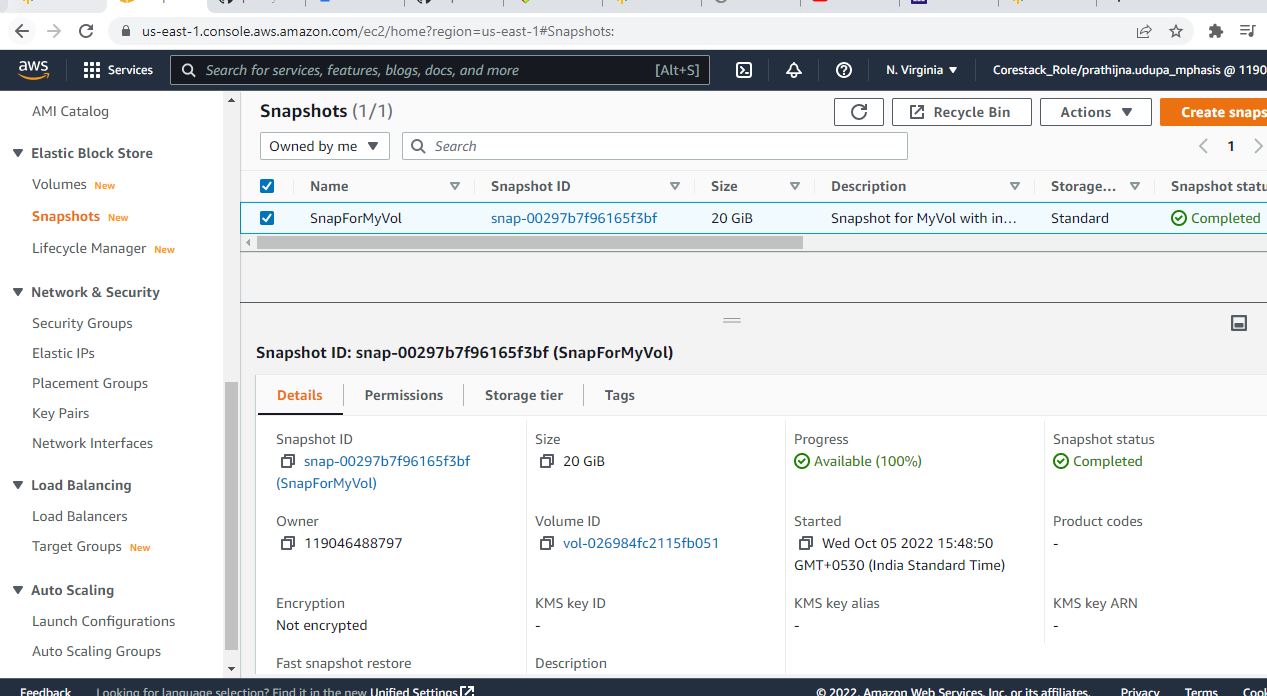 us-east-1.console.aws.amazon.com/ec2/home?region=us-east-1#Snapshots:
aws Services Search for services, features, blogs, docs, and more [Alt+S] N. Virginia Corestack_Role/prathijna.udupa_mphasis @ 1190
AMI Catalog
Elastic Block Store
Volumes New
Snapshots New
Lifecycle Manager New
Network & Security
Security Groups
Elastic IPs
Placement Groups
Key Pairs
Network Interfaces
Load Balancing
Load Balancers
Target Groups New
Auto Scaling
Launch Configurations
Auto Scaling Groups
Snapshots (1/1) Recycle Bin Actions Create snaps
Owned by me Search 1
Name Snapshot ID Size Description Storage... Snapshot statu
SnapForMyVol snap-00297b7f96165f3bf 20 GiB Snapshot for MyVol with in... Standard Completed
Snapshot ID: snap-00297b7f96165f3bf (SnapForMyVol)
Details Permissions Storage tier Tags
Snapshot ID Size Progress Snapshot status
snap-00297b7f96165f3bf 20 GiB Available (100%) Completed
(SnapForMyVol)
Owner Volume ID Started Product codes
119046488797 vol-026984fc2115fb051 Wed Oct 05 2022 15:48:50 -
GMT+0530 (India Standard Time)
Encryption KMS key ID KMS key alias KMS key ARN
Not encrypted - - -
Fast snapshot restore Description
Feedback Looking for language selection? Find it in the new Unified Settings © 2022, Amazon Web Services, Inc. or its affiliates. Privacy Terms Cook